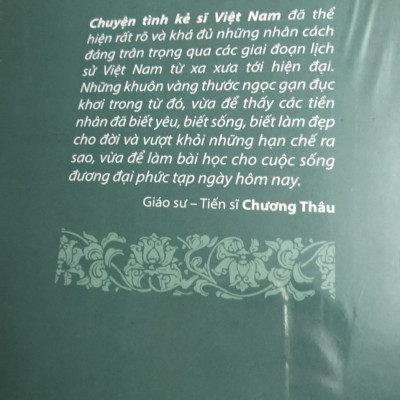 Chuyện tình kẻ sĩ Việt Nam đã thể
hiện rất rõ và khá đủ những nhân cách
đáng trân trọng qua các giai đoạn lịch
sử Việt Nam từ xa xưa tới hiện đại.
Những khuôn vàng thước ngọc gạn đục
khơi trong từ đó, vừa để thấy các tiền
nhân đã biết yêu, biết sống, biết làm đẹp
cho đời và vượt khỏi những hạn chế ra
sao, vừa để làm bài học cho cuộc sống
đương đại phức tạp ngày hôm nay.
Giáo sư – Tiến sĩ Chương Thâu